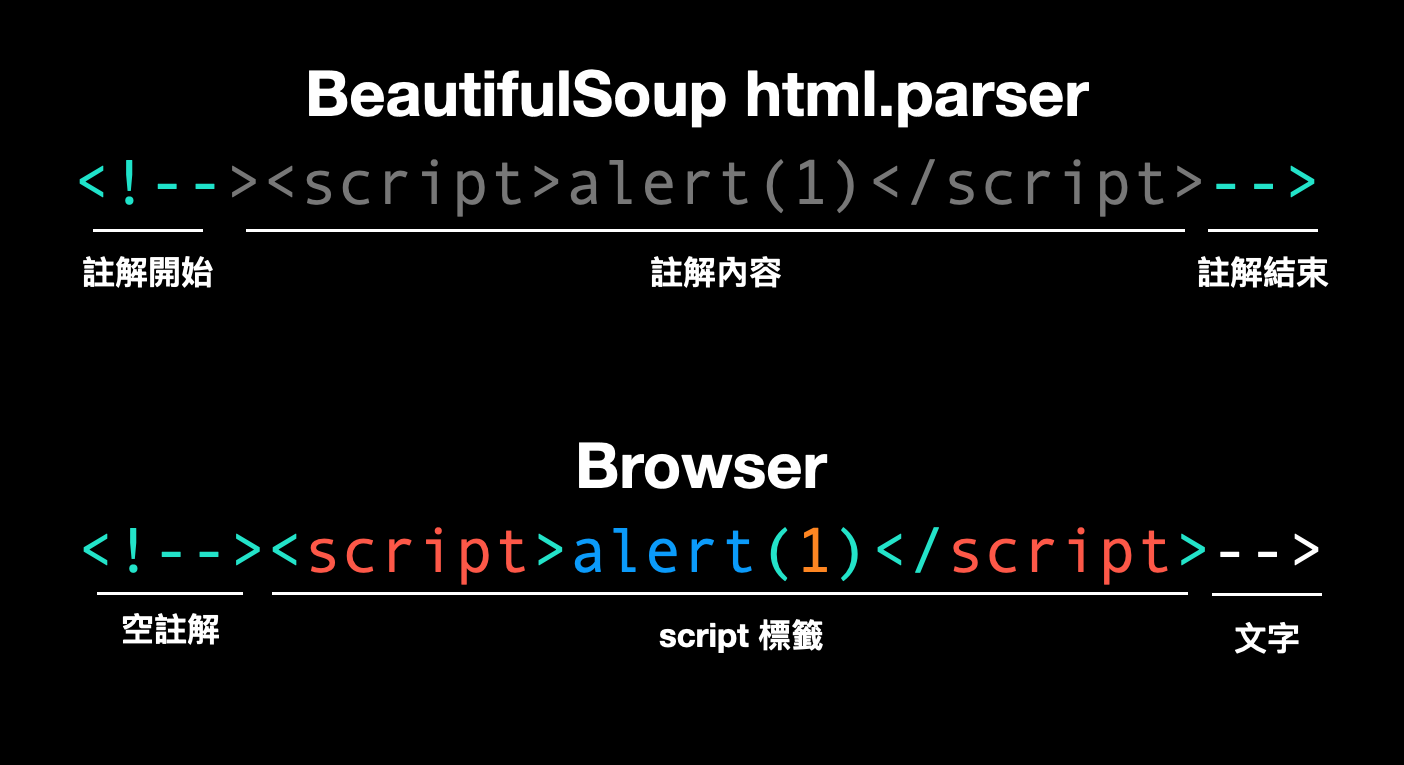 BeautifulSoup html.parser
<!--><script>alert(1)</script>-->
註解開始 註解內容 註解結束
Browser
<!--><script>alert(1)</script>-->
空註解 script 標籤 文字